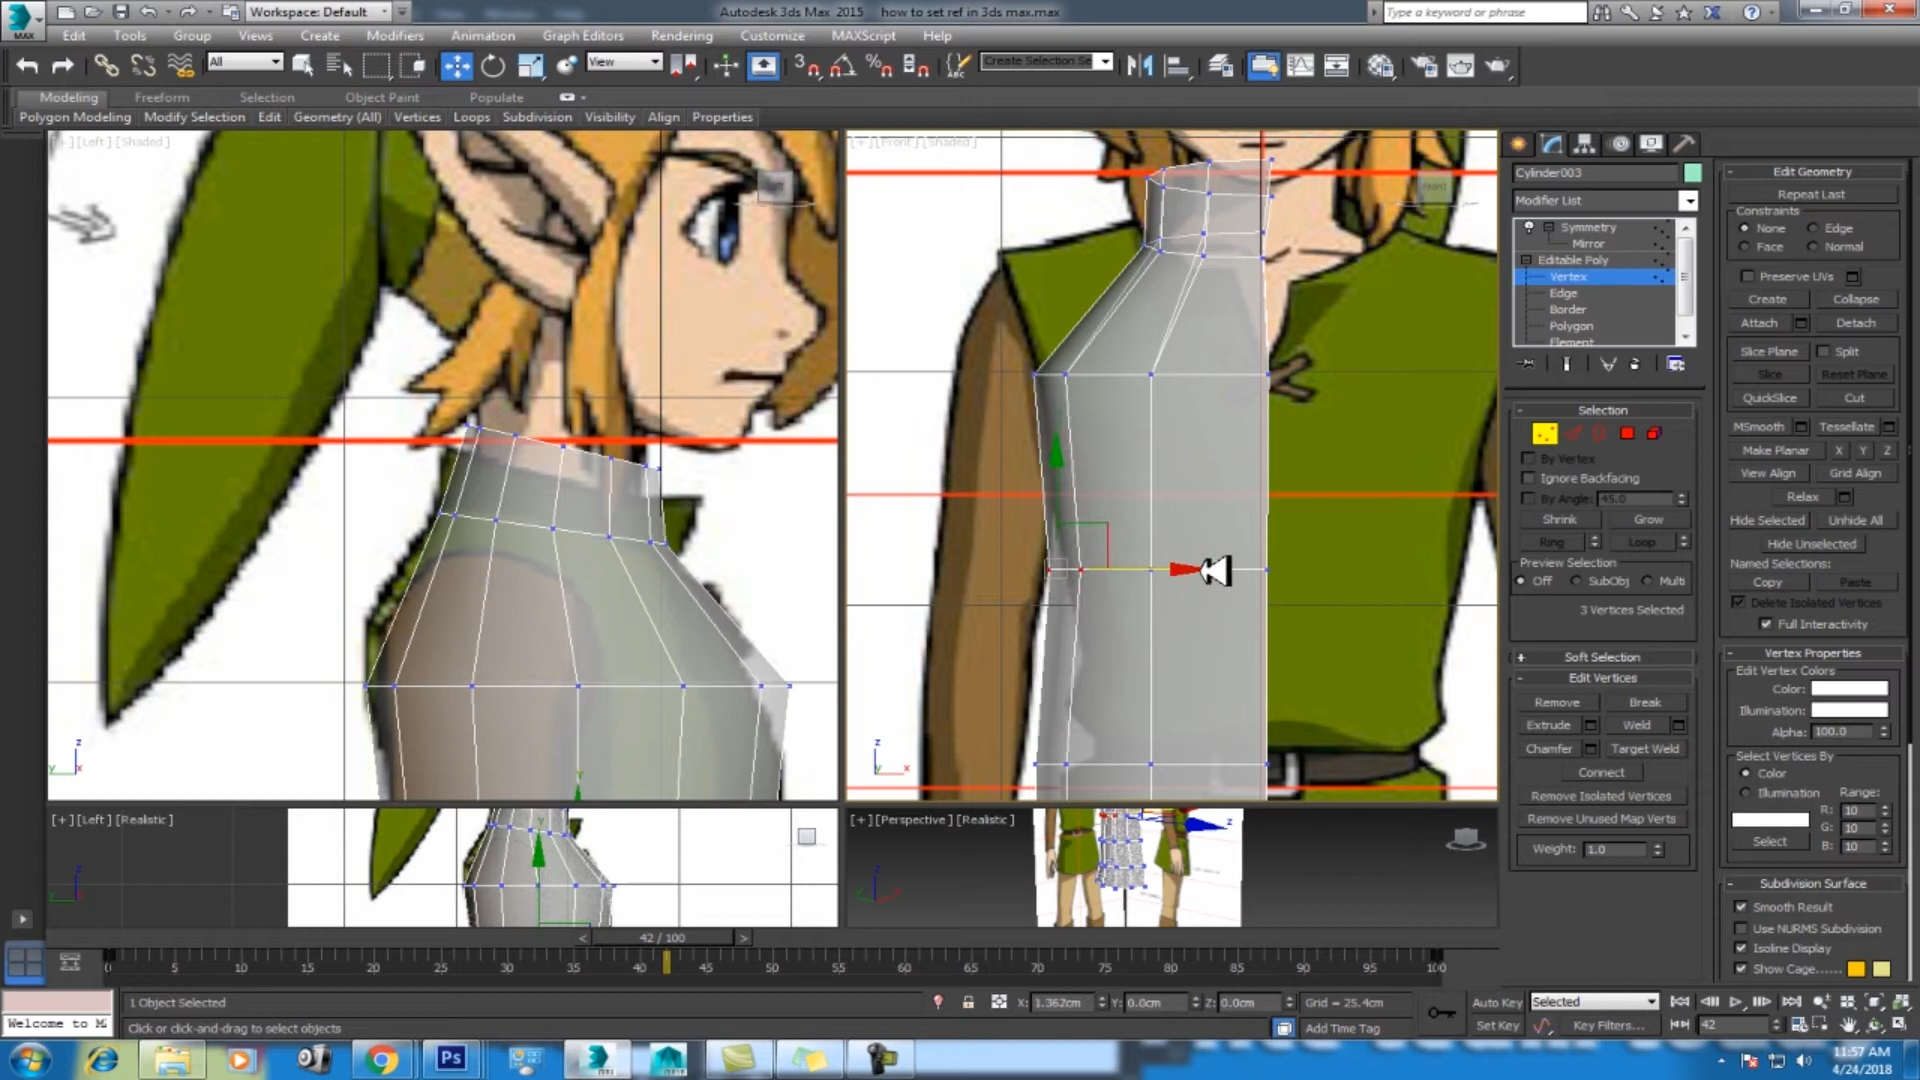 Workspace: Default
Autodesk 3ds Max 2015 how to set ref in 3ds max.max
Type a keyword or phrase
MAX
Edit Tools Group Views Create Modifiers Animation Graph Editors Rendering Customize MAXScript Help
All
View
Create Selection Se
Modeling Freeform Selection Object Paint Populate
Polygon Modeling Modify Selection Edit Geometry (All) Vertices Loops Subdivision Visibility Align Properties
[+] [Left] [Shaded]
[+] [Front] [Shaded]
Cylinder003
Modifier List
Symmetry
Mirror
Editable Poly
Vertex
Edge
Border
Polygon
Element
Selection
By Vertex
Ignore Backfacing
By Angle: 45.0
Shrink Grow
Ring Loop
Preview Selection
Off SubObj Multi
3 Vertices Selected
Soft Selection
Edit Vertices
Remove Break
Extrude Weld
Chamfer Target Weld
Connect
Remove Isolated Vertices
Remove Unused Map Verts
Weight: 1.0
Edit Geometry
Repeat Last
Constraints
None Edge
Face Normal
Preserve UVs
Create Collapse
Attach Detach
Slice Plane Split
Slice Reset Plane
QuickSlice Cut
MSmooth Tessellate
Make Planar X Y Z
View Align Grid Align
Relax
Hide Selected Unhide All
Hide Unselected
Named Selections:
Copy Paste
Delete Isolated Vertices
Full Interactivity
Vertex Properties
Edit Vertex Colors
Color:
Illumination:
Alpha: 100.0
Select Vertices By
Color
Illumination Range:
R: 10
G: 10
Select B: 10
Subdivision Surface
Smooth Result
Use NURMS Subdivision
Isoline Display
Show Cage......
[+] [Left] [Realistic]
[+] [Perspective] [Realistic]
42 / 100
0 5 10 15 20 25 30 35 40 45 50 55 60 65 70 75 80 85 90 95 100
1 Object Selected
X: 1.362cm Y: 0.0cm Z: 0.0cm Grid = 25.4cm
Auto Key Selected
Welcome to M
Click or click-and-drag to select objects
Add Time Tag
Set Key Key Filters... 42
Ps
11:57 AM
4/24/2018